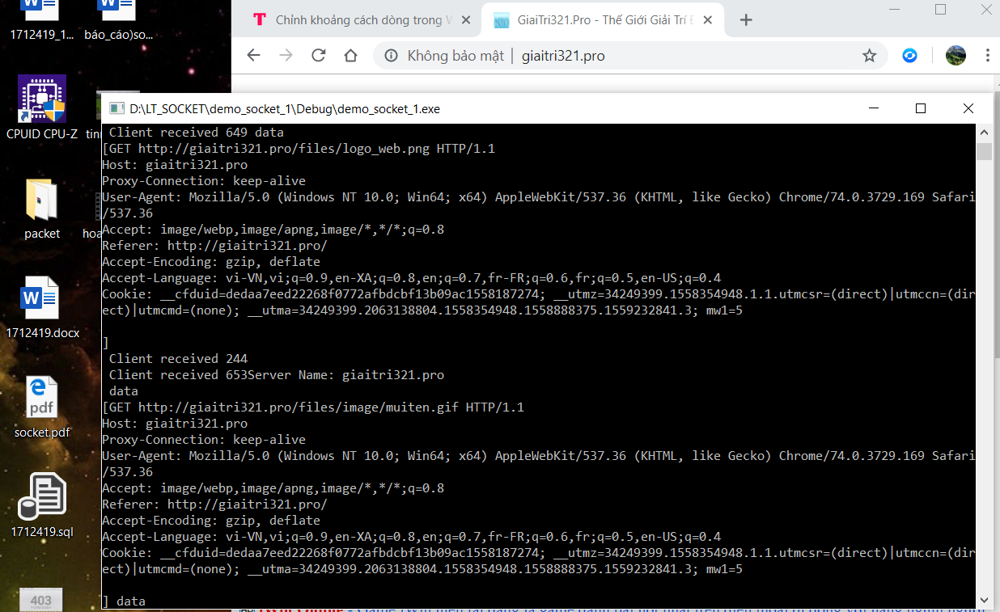 1712419_1...
báo_cáo)so...
Chỉnh khoảng cách dòng trong W
GiaiTri321.Pro - Thế Giới Giải Trí
Không bảo mật | giaitri321.pro
CPUID CPU-Z
packet
1712419.docx
pdf
socket.pdf
1712419.sql
403
D:\LT_SOCKET\demo_socket_1\Debug\demo_socket_1.exe
Client received 649 data
[GET http://giaitri321.pro/files/logo_web.png HTTP/1.1
Host: giaitri321.pro
Proxy-Connection: keep-alive
User-Agent: Mozilla/5.0 (Windows NT 10.0; Win64; x64) AppleWebKit/537.36 (KHTML, like Gecko) Chrome/74.0.3729.169 Safari
/537.36
Accept: image/webp,image/apng,image/*,*/*;q=0.8
Referer: http://giaitri321.pro/
Accept-Encoding: gzip, deflate
Accept-Language: vi-VN,vi;q=0.9,en-XA;q=0.8,en;q=0.7,fr-FR;q=0.6,fr;q=0.5,en-US;q=0.4
Cookie: __cfduid=dedaa7eed22268f0772afbdcbf13b09ac1558187274; __utmz=34249399.1558354948.1.1.utmcsr=(direct)|utmccn=(dir
ect)|utmcmd=(none); __utma=34249399.2063138804.1558354948.1558888375.1559232841.3; mw1=5
]
Client received 244
Client received 653Server Name: giaitri321.pro
data
[GET http://giaitri321.pro/files/image/muiten.gif HTTP/1.1
Host: giaitri321.pro
Proxy-Connection: keep-alive
User-Agent: Mozilla/5.0 (Windows NT 10.0; Win64; x64) AppleWebKit/537.36 (KHTML, like Gecko) Chrome/74.0.3729.169 Safari
/537.36
Accept: image/webp,image/apng,image/*,*/*;q=0.8
Referer: http://giaitri321.pro/
Accept-Encoding: gzip, deflate
Accept-Language: vi-VN,vi;q=0.9,en-XA;q=0.8,en;q=0.7,fr-FR;q=0.6,fr;q=0.5,en-US;q=0.4
Cookie: __cfduid=dedaa7eed22268f0772afbdcbf13b09ac1558187274; __utmz=34249399.1558354948.1.1.utmcsr=(direct)|utmccn=(dir
ect)|utmcmd=(none); __utma=34249399.2063138804.1558354948.1558888375.1559232841.3; mw1=5
] data